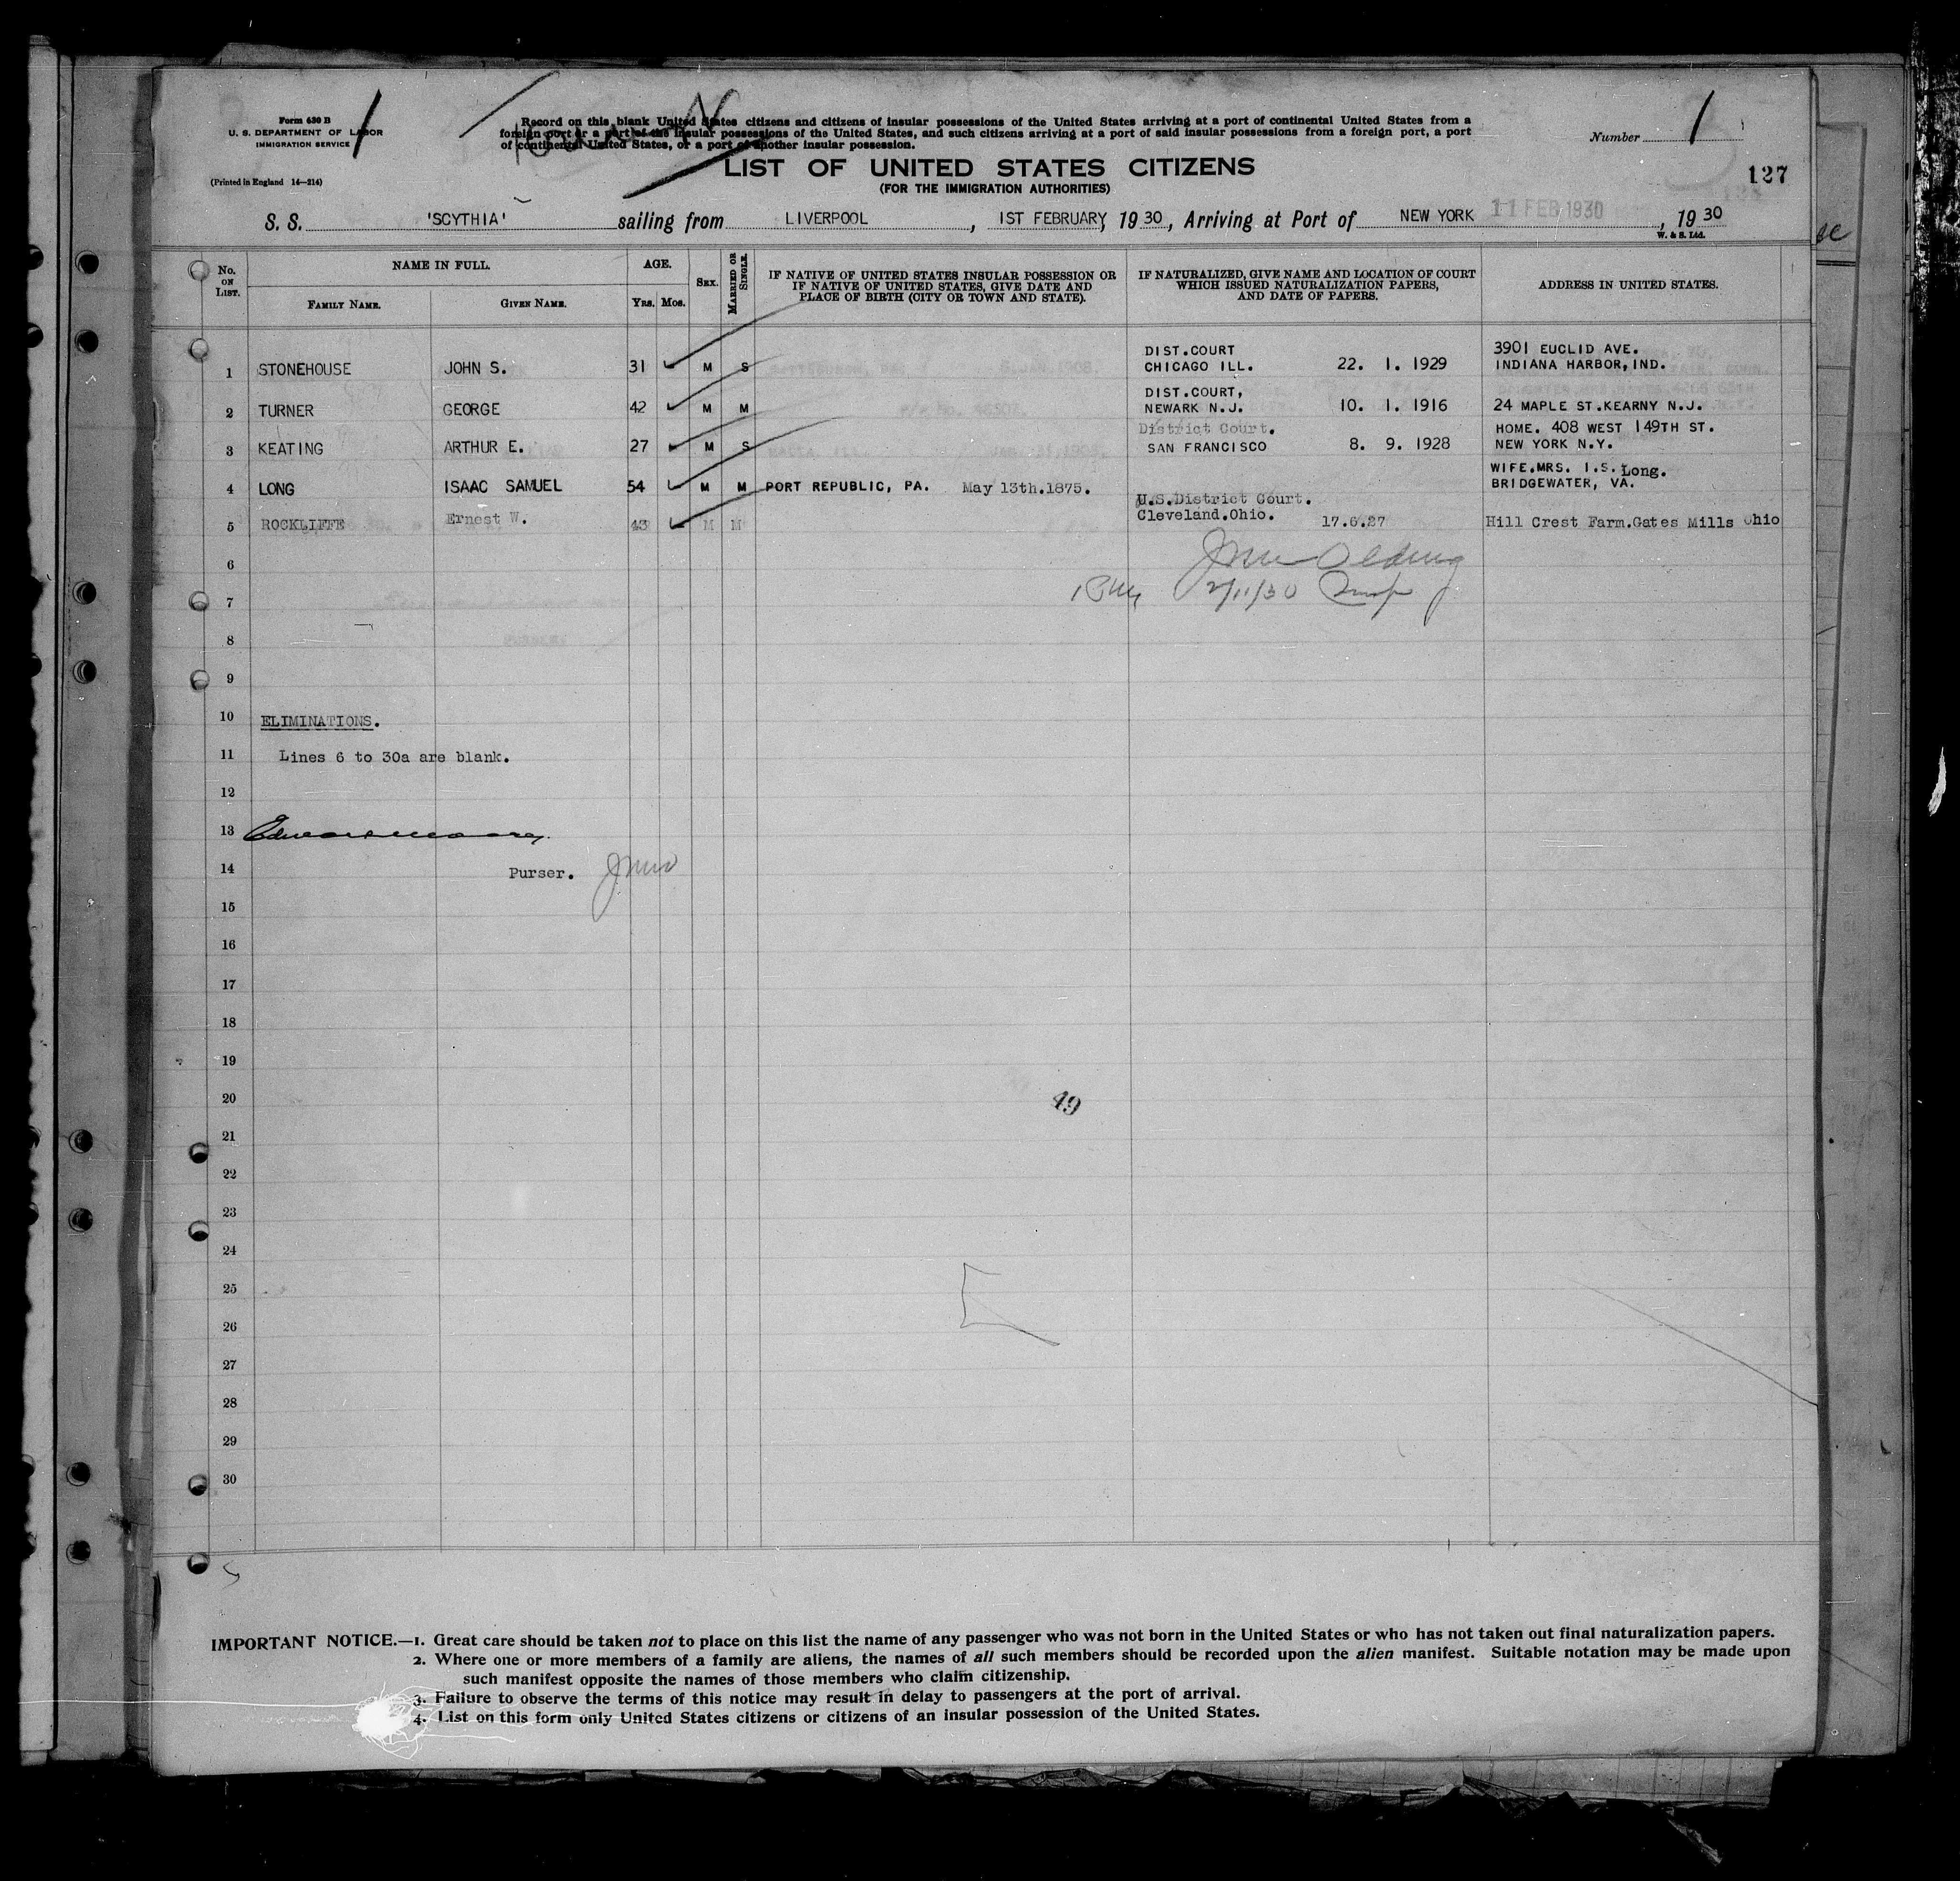 Form 630 B
U. S. DEPARTMENT OF LABOR
IMMIGRATION SERVICE
(Printed in England 14—214)
Record on this blank United States citizens and citizens of insular possessions of the United States arriving at a port of continental United States from a
foreign port or a port of the insular possessions of the United States, and such citizens arriving at a port of said insular possessions from a foreign port, a port
of continental United States, or a port of another insular possession.
Number 1
127
LIST OF UNITED STATES CITIZENS
(FOR THE IMMIGRATION AUTHORITIES)
S. S. 'SCYTHIA' sailing from LIVERPOOL, 1ST FEBRUARY, 1930, Arriving at Port of NEW YORK 11 FEB 1930, 1930
W. & S. Ltd.
No. ON LIST. NAME IN FULL. AGE. SEX. MARRIED OR SINGLE. IF NATIVE OF UNITED STATES INSULAR POSSESSION OR IF NATIVE OF UNITED STATES, GIVE DATE AND PLACE OF BIRTH (CITY OR TOWN AND STATE). IF NATURALIZED, GIVE NAME AND LOCATION OF COURT WHICH ISSUED NATURALIZATION PAPERS, AND DATE OF PAPERS. ADDRESS IN UNITED STATES.
FAMILY NAME. GIVEN NAME. YRS. MOS.
1 STONEHOUSE JOHN S. 31 M S DIST.COURT CHICAGO ILL. 22. 1. 1929 3901 EUCLID AVE. INDIANA HARBOR, IND.
2 TURNER GEORGE 42 M M DIST.COURT, NEWARK N.J. 10. 1. 1916 24 MAPLE ST.KEARNY N.J.
3 KEATING ARTHUR E. 27 M S District Court. SAN FRANCISCO 8. 9. 1928 HOME. 408 WEST 149TH ST. NEW YORK N.Y.
4 LONG ISAAC SAMUEL 54 M M PORT REPUBLIC, PA. May 13th.1875. WIFE.MRS. I.S. Long. BRIDGEWATER, VA.
5 ROCKLIFFE Ernest W. 43 M M U.S.District Court. Cleveland.Ohio. 17.6.27 Hill Crest Farm.Gates Mills Ohio
6
7 2/11/30
8
9
10 ELIMINATIONS.
11 Lines 6 to 30a are blank.
12
13
14 Purser.
15
16
17
18
19
20 49
21
22
23
24
25
26
27
28
29
30
IMPORTANT NOTICE.—1. Great care should be taken not to place on this list the name of any passenger who was not born in the United States or who has not taken out final naturalization papers.
2. Where one or more members of a family are aliens, the names of all such members should be recorded upon the alien manifest. Suitable notation may be made upon
such manifest opposite the names of those members who claim citizenship.
3. Failure to observe the terms of this notice may result in delay to passengers at the port of arrival.
4. List on this form only United States citizens or citizens of an insular possession of the United States.